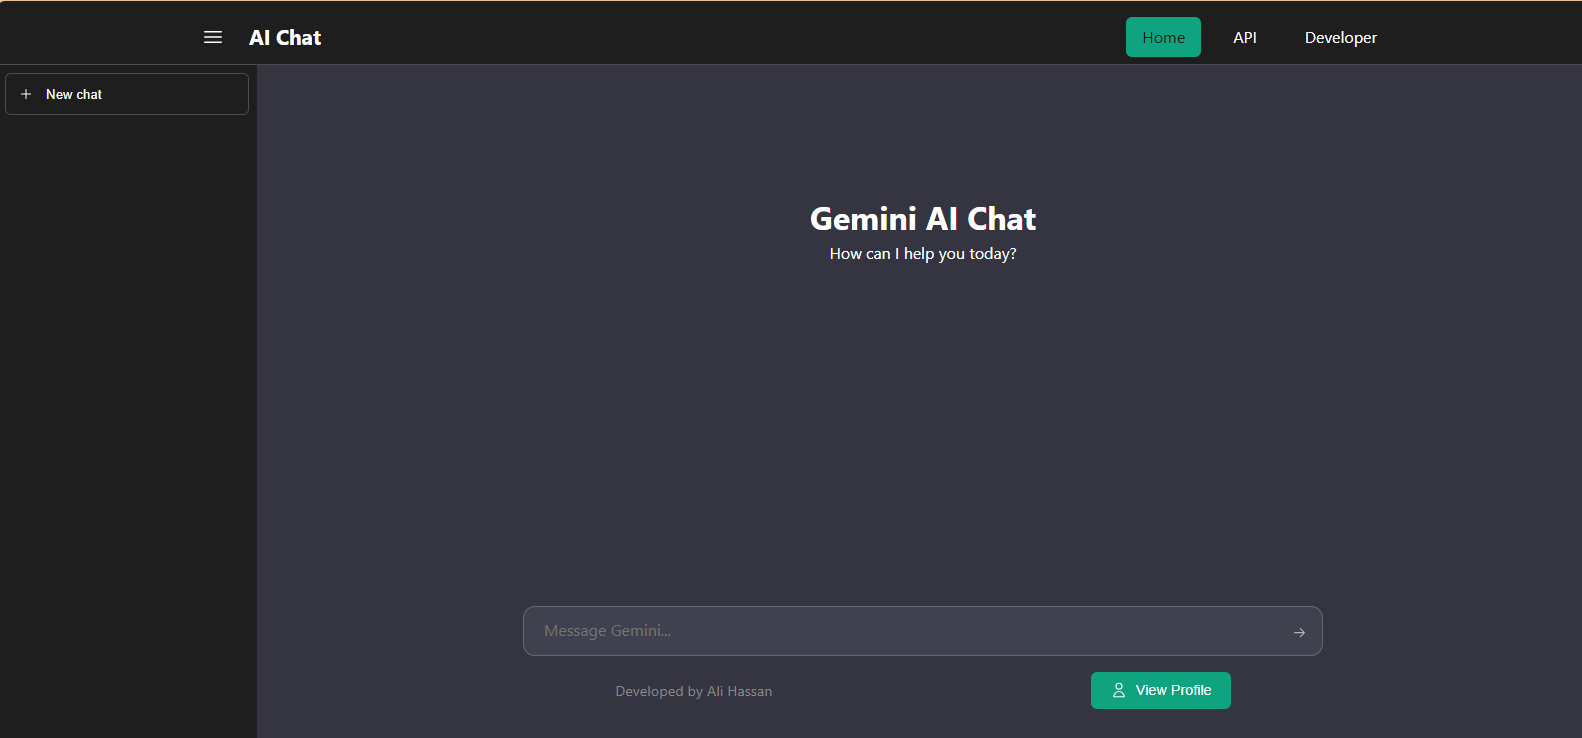 AI Chat
Home
API
Developer
New chat
Gemini AI Chat
How can I help you today?
Message Gemini...
Developed by Ali Hassan
View Profile